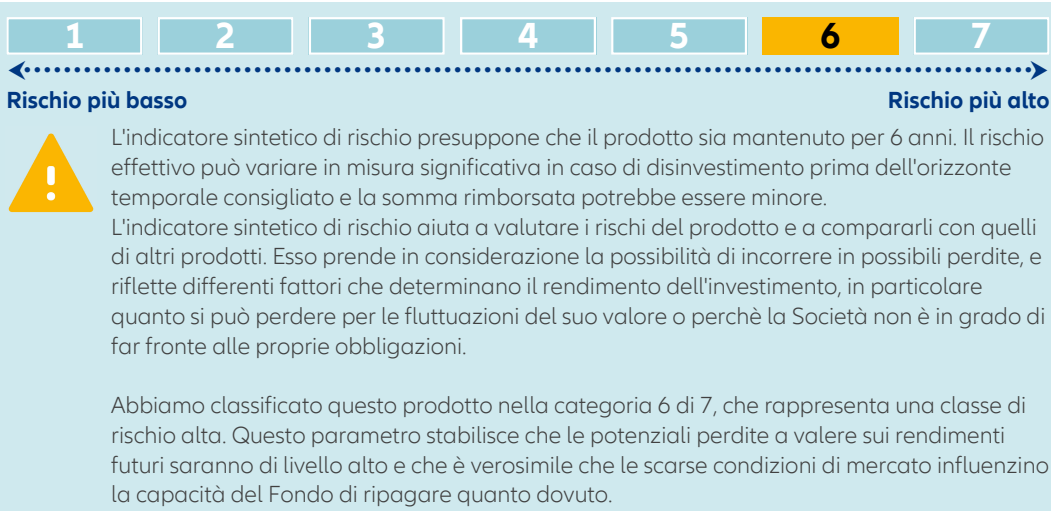 1 2 3 4 5 6 7
Rischio più basso Rischio più alto
L'indicatore sintetico di rischio presuppone che il prodotto sia mantenuto per 6 anni. Il rischio
effettivo può variare in misura significativa in caso di disinvestimento prima dell'orizzonte
temporale consigliato e la somma rimborsata potrebbe essere minore.
L'indicatore sintetico di rischio aiuta a valutare i rischi del prodotto e a compararli con quelli
di altri prodotti. Esso prende in considerazione la possibilità di incorrere in possibili perdite, e
riflette differenti fattori che determinano il rendimento dell'investimento, in particolare
quanto si può perdere per le fluttuazioni del suo valore o perchè la Società non è in grado di
far fronte alle proprie obbligazioni.
Abbiamo classificato questo prodotto nella categoria 6 di 7, che rappresenta una classe di
rischio alta. Questo parametro stabilisce che le potenziali perdite a valere sui rendimenti
futuri saranno di livello alto e che è verosimile che le scarse condizioni di mercato influenzino
la capacità del Fondo di ripagare quanto dovuto.